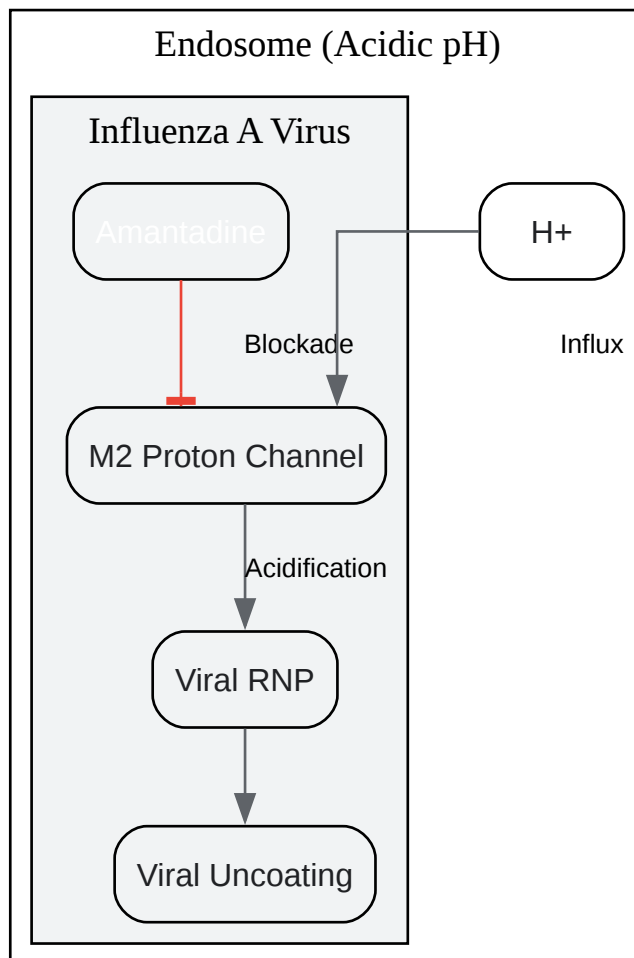 Endosome (Acidic pH)
Influenza A Virus
Amantadine
H+
Blockade
Influx
M2 Proton Channel
Acidification
Viral RNP
Viral Uncoating